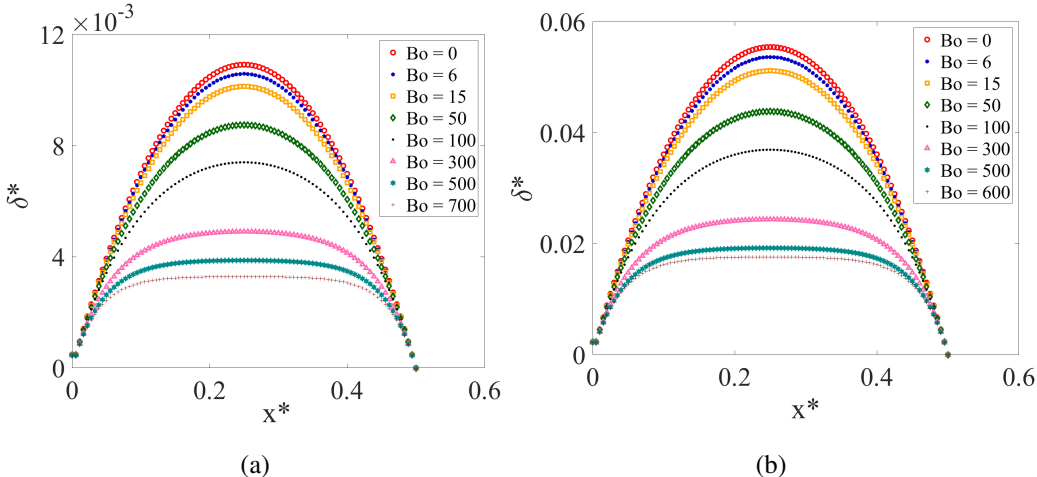 ×10⁻³
12
8
4
0
δ*
0
0.2
0.4
0.6
x*
Bo = 0
Bo = 6
Bo = 15
Bo = 50
Bo = 100
Bo = 300
Bo = 500
Bo = 700
(a)
0.06
0.04
0.02
0
δ*
0
0.2
0.4
0.6
x*
Bo = 0
Bo = 6
Bo = 15
Bo = 50
Bo = 100
Bo = 300
Bo = 500
Bo = 600
(b)